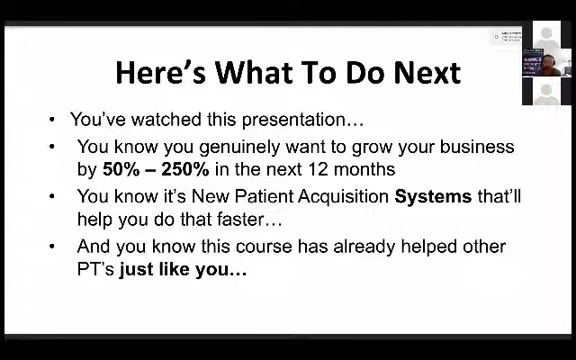 Here's What To Do Next
• You've watched this presentation…
• You know you genuinely want to grow your business
by 50% – 250% in the next 12 months
• You know it's New Patient Acquisition Systems that'll
help you do that faster…
• And you know this course has already helped other
PT's just like you…